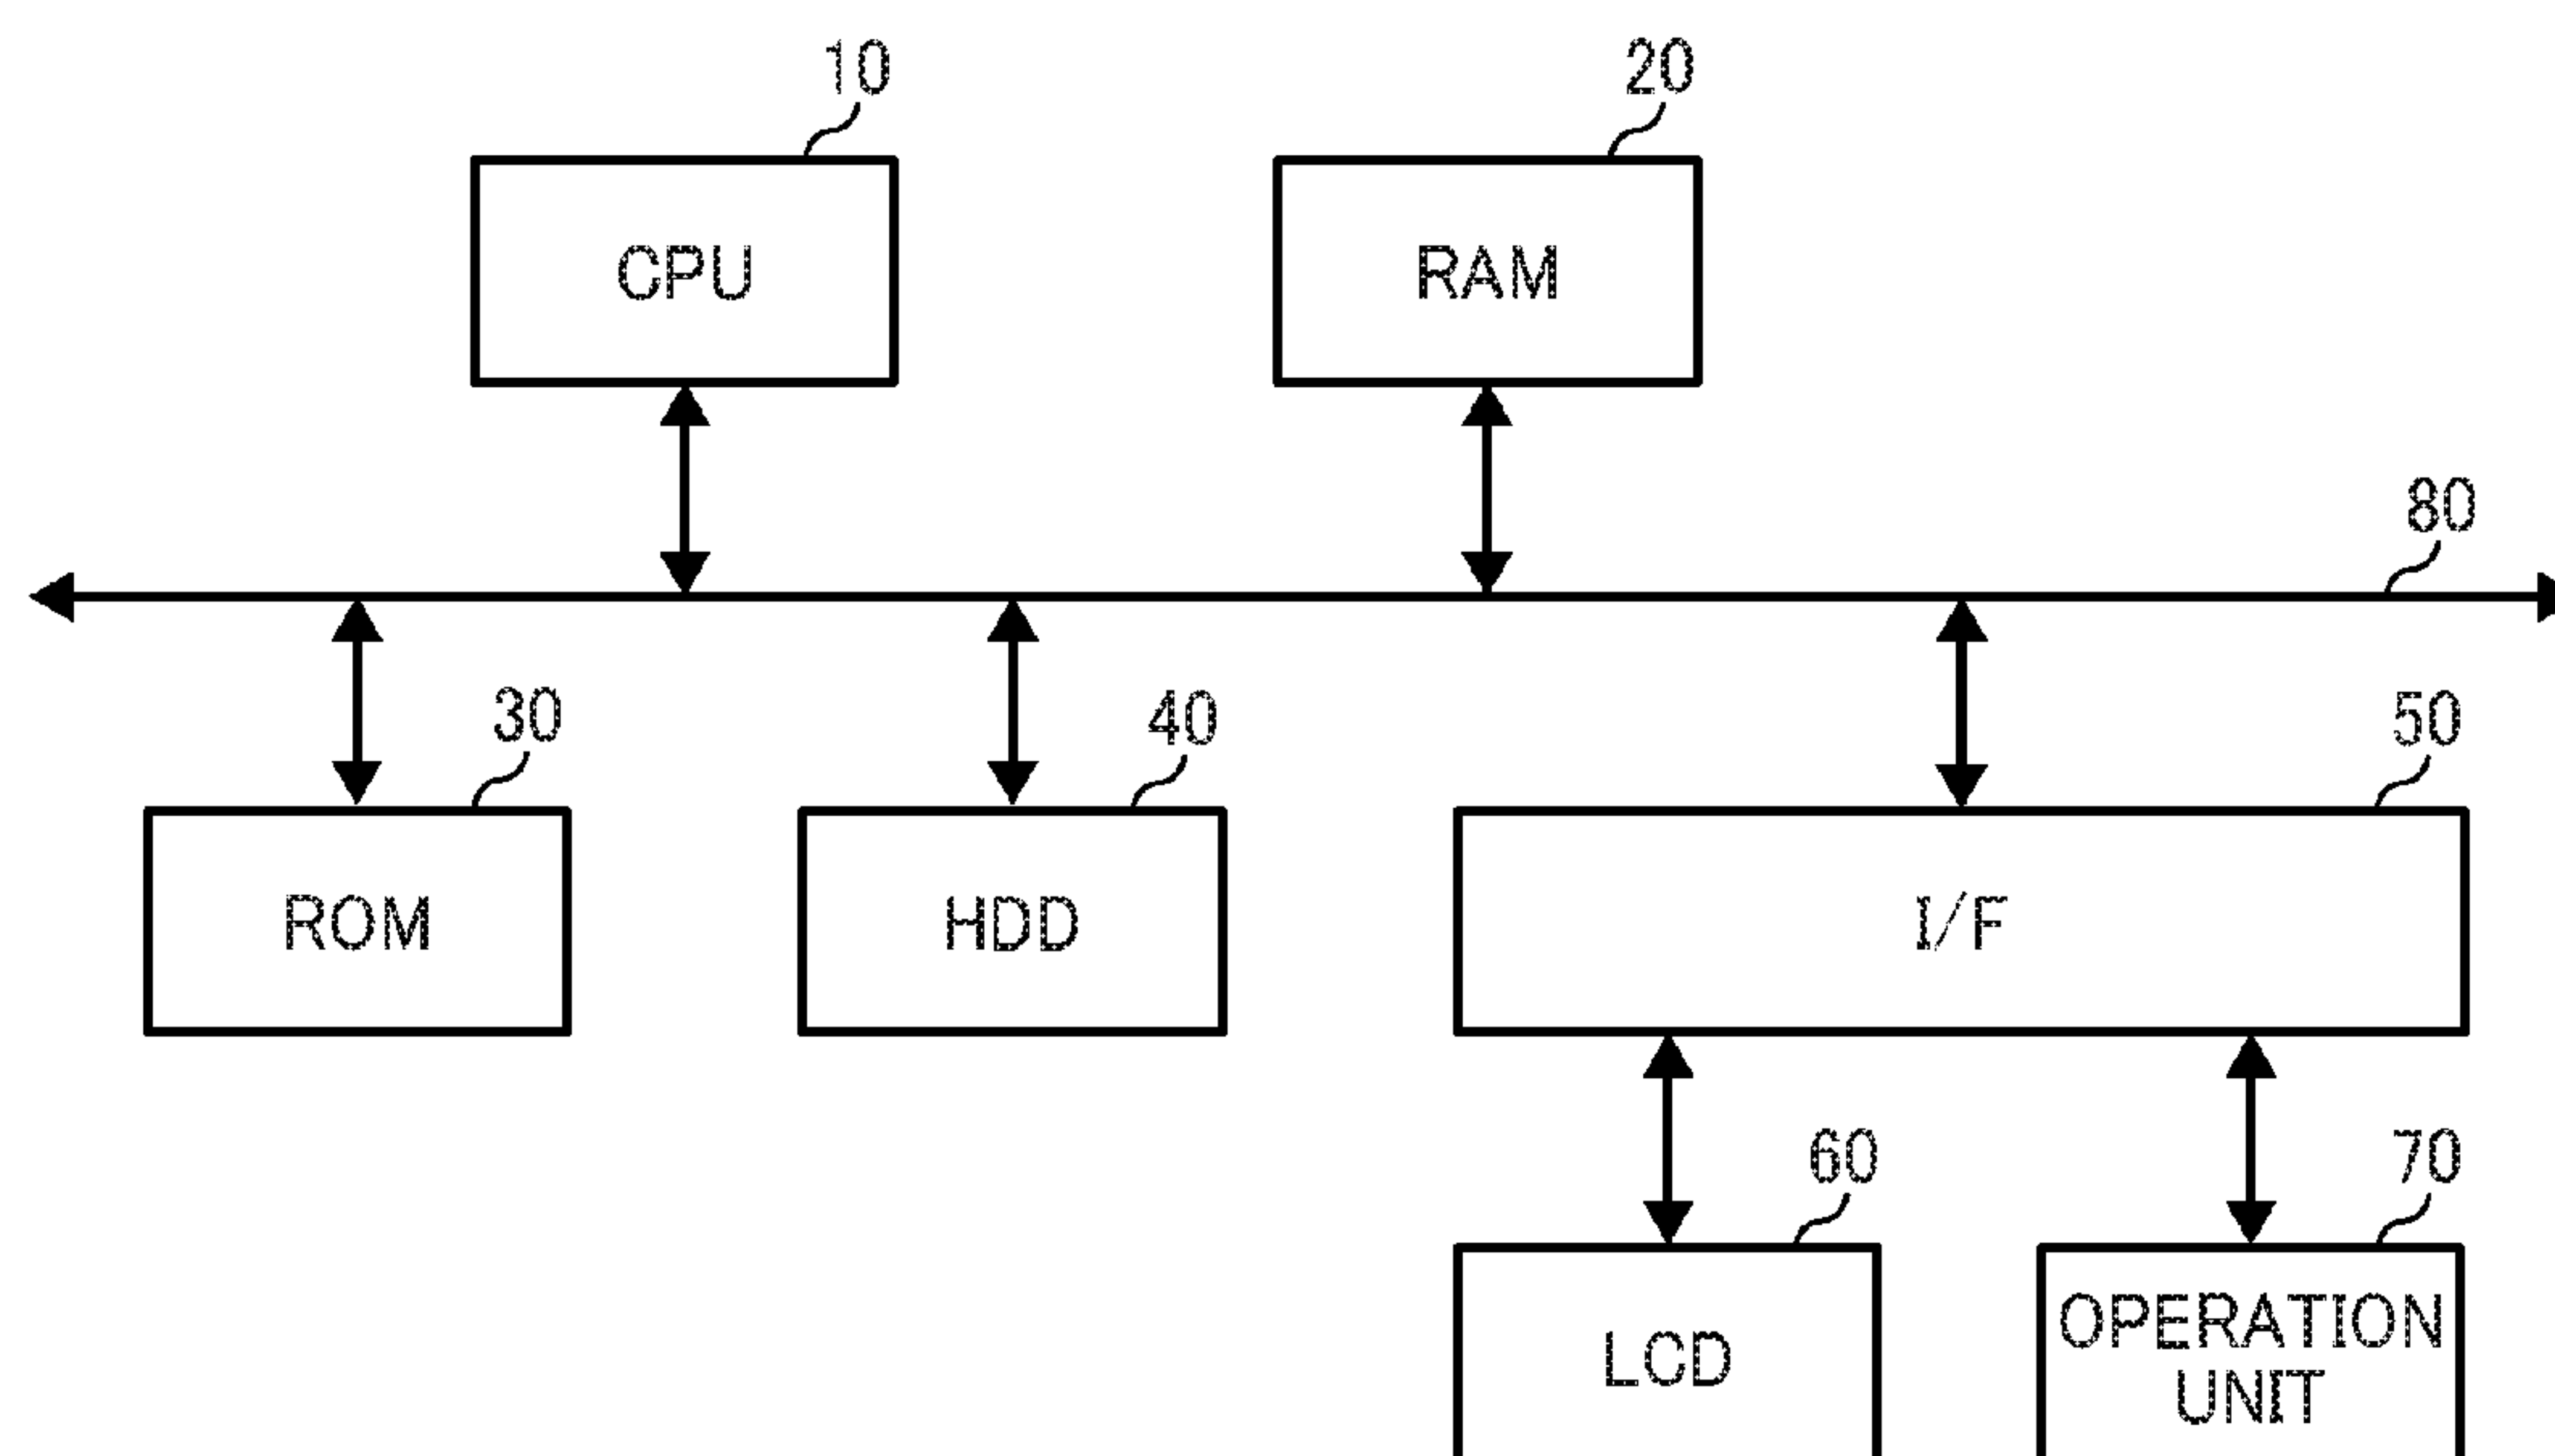 10
20
CPU
RAM
80
30
40
50
ROM
HDD
I/F
60
70
LCD
OPERATION
UNIT